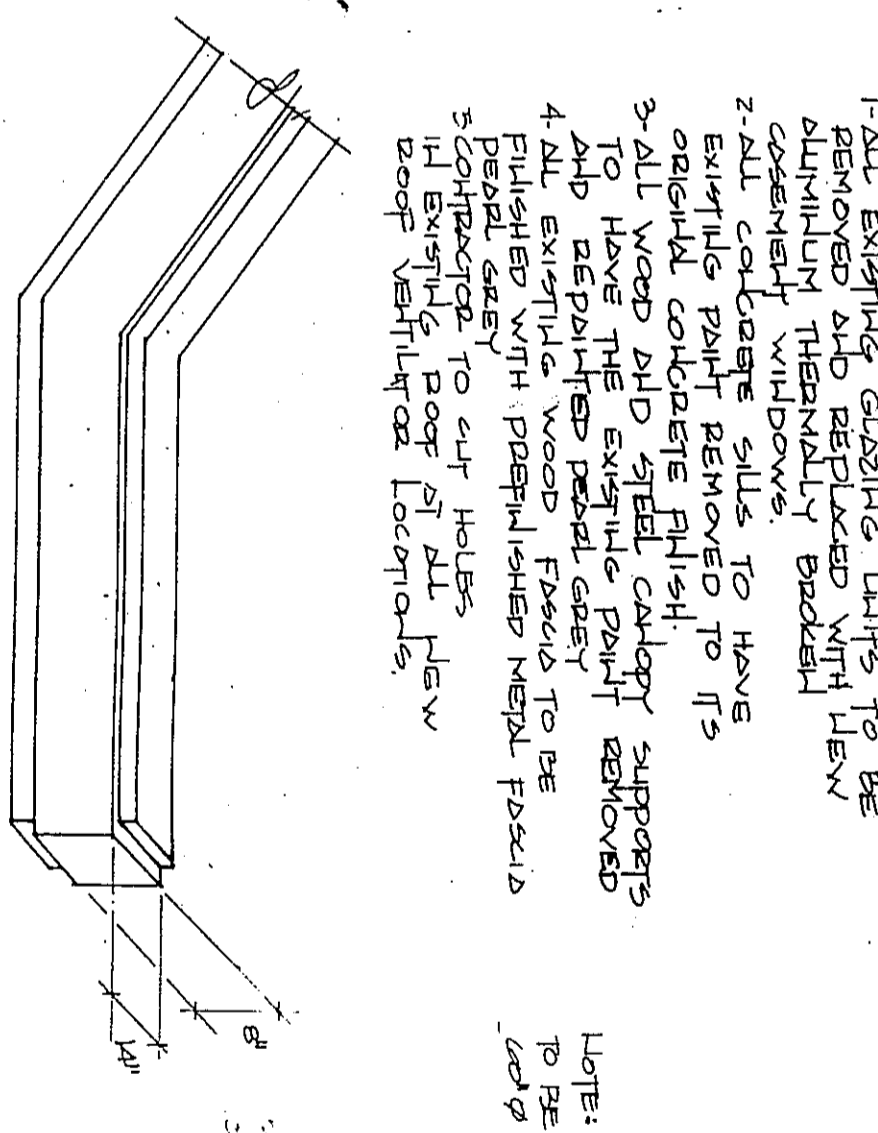 1- ALL EXISTING GLAZING UNITS TO BE
REMOVED AND REPLACED WITH NEW
ALUMINUM THERMALLY BROKEN
CASEMENT WINDOWS.
2- ALL CONCRETE SILLS TO HAVE
EXISTING PAINT REMOVED TO ITS
ORIGINAL CONCRETE FINISH.
3- ALL WOOD AND STEEL CANOPY SUPPORTS
TO HAVE THE EXISTING PAINT REMOVED
AND REPAINTED PEARL GREY
4- ALL EXISTING WOOD FASCIA TO BE
FINISHED WITH PREFINISHED METAL FASCIA
PEARL GREY
5 CONTRACTOR TO CUT HOLES
IN EXISTING ROOF AT ALL NEW
ROOF VENTILATOR LOCATIONS.
NOTE:
TO BE
8"
14"